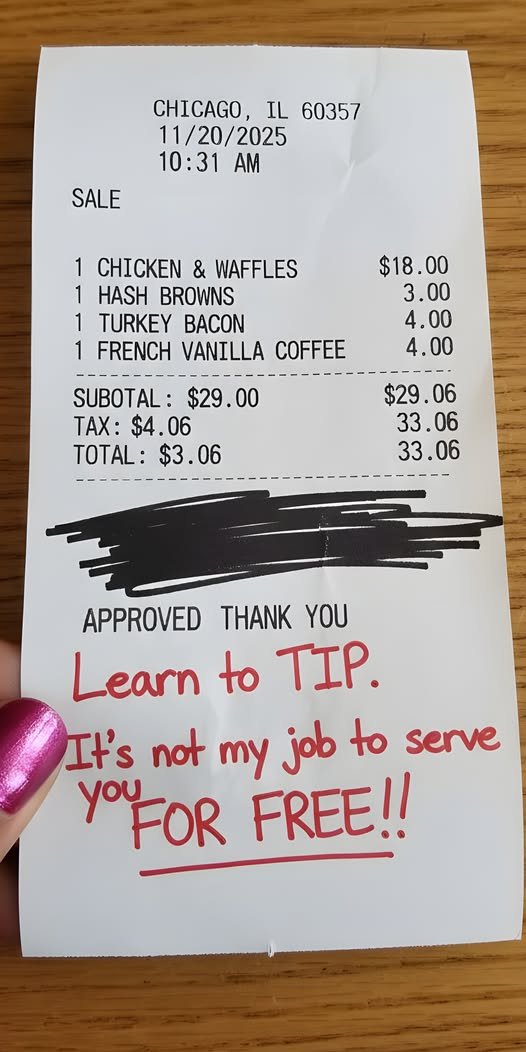 CHICAGO, IL 60357
11/20/2025
10:31 AM
SALE
1 CHICKEN & WAFFLES $18.00
1 HASH BROWNS 3.00
1 TURKEY BACON 4.00
1 FRENCH VANILLA COFFEE 4.00
SUBOTAL: $29.00 $29.06
TAX: $4.06 33.06
TOTAL: $3.06 33.06
APPROVED THANK YOU
Learn to TIP.
It's not my job to serve
you FOR FREE!!